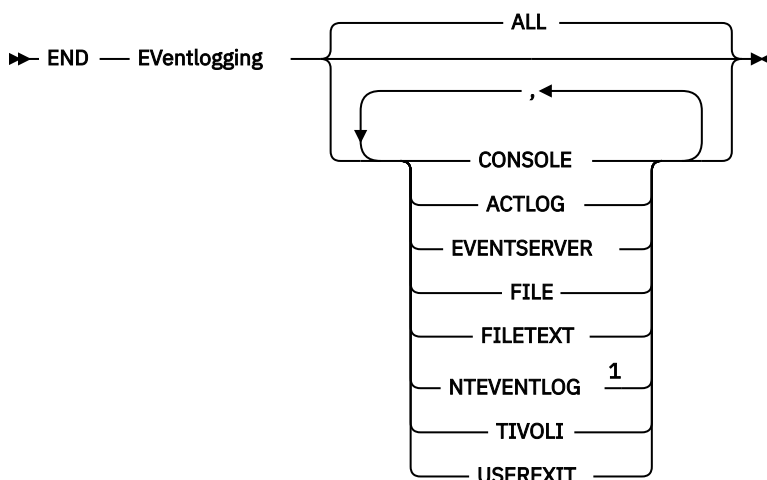 ALL
END EVentlogging
,
CONSOLE
ACTLOG
EVENTSERVER
FILE
FILETEXT
NTEVENTLOG 1
TIVOLI
USEREXIT